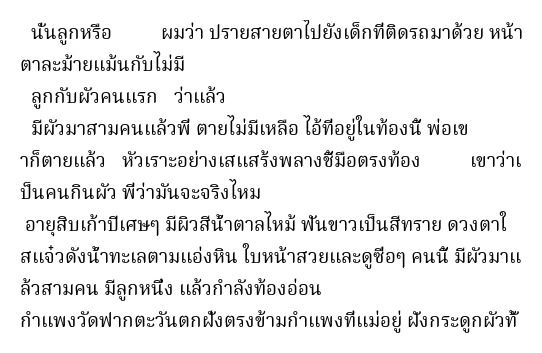 นั่นลูกหรือ ผมว่า ปรายสายตาไปยังเด็กที่ติดรถมาด้วย หน้า
ตาละม้ายแม้นกับไม่มี
ลูกกับผัวคนแรก ว่าแล้ว
มีผัวมาสามคนแล้วพี่ ตายไม่มีเหลือ ไอ้ที่อยู่ในท้องนี้ พ่อเข
าก็ตายแล้ว หัวเราะอย่างเสแสร้งพลางชี้มือตรงท้อง เขาว่าเ
ป็นคนกินผัว พี่ว่ามันจะจริงไหม
อายุสิบเก้าปีเศษๆ มีผิวสีน้ำตาลไหม้ ฟันขาวเป็นสีทราย ดวงตาใ
สแจ๋วดังน้ำทะเลตามแอ่งหิน ใบหน้าสวยและดูซื่อๆ คนนี้ มีผัวมาแ
ล้วสามคน มีลูกหนึ่ง แล้วกำลังท้องอ่อน
กำแพงวัดฟากตะวันตกฝั่งตรงข้ามกำแพงที่แม่อยู่ ฝังกระดูกผัวทั้